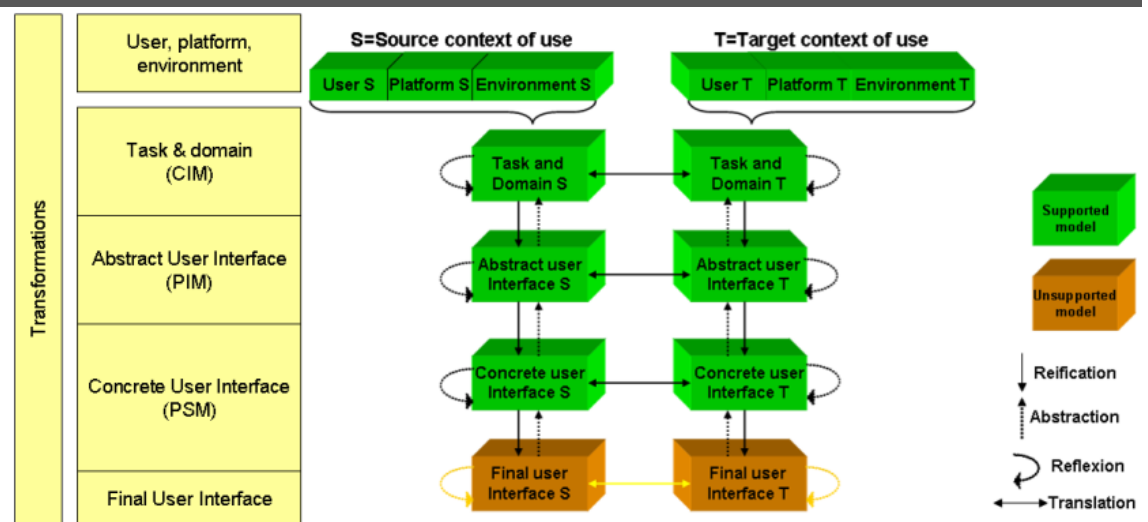 Transformations
User, platform,
environment
Task & domain
(CIM)
Abstract User Interface
(PIM)
Concrete User Interface
(PSM)
Final User Interface
S=Source context of use
T=Target context of use
User S
Platform S
Environment S
User T
Platform T
Environment T
Task and
Domain S
Task and
Domain T
Abstract user
Interface S
Abstract user
Interface T
Concrete user
Interface S
Concrete user
Interface T
Final user
Interface S
Final user
Interface T
Supported
model
Unsupported
model
Reification
Abstraction
Reflexion
Translation